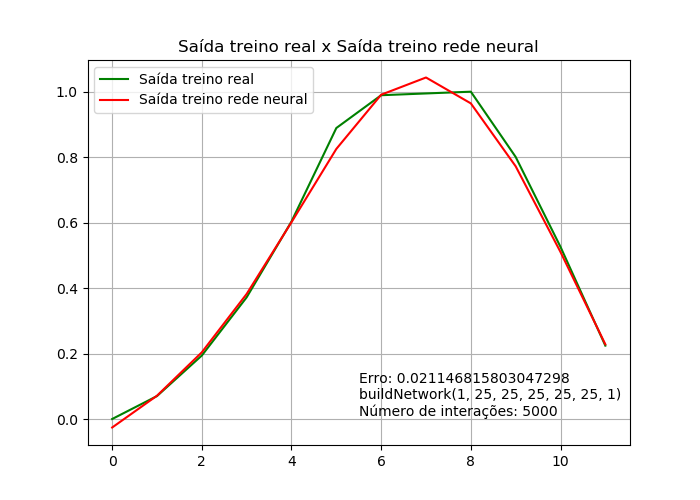 Saída treino real x Saída treino rede neural
Saída treino real
Saída treino rede neural
1.0
0.8
0.6
0.4
0.2
0.0
Erro: 0.021146815803047298
buildNetwork(1, 25, 25, 25, 25, 25, 1)
Número de interações: 5000
0 2 4 6 8 10